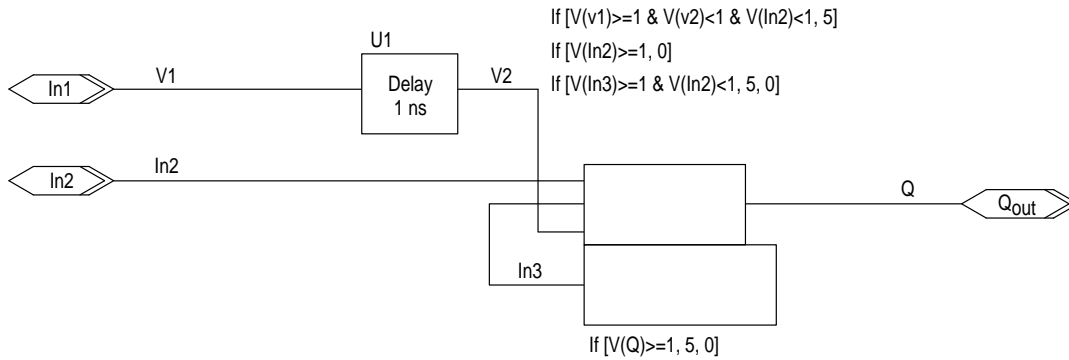 If [V(v1)>=1 & V(v2)<1 & V(In2)<1, 5]
If [V(In2)>=1, 0]
If [V(In3)>=1 & V(In2)<1, 5, 0]
U1
In1
V1
Delay
1 ns
V2
In2
In2
Q
Qout
In3
If [V(Q)>=1, 5, 0]